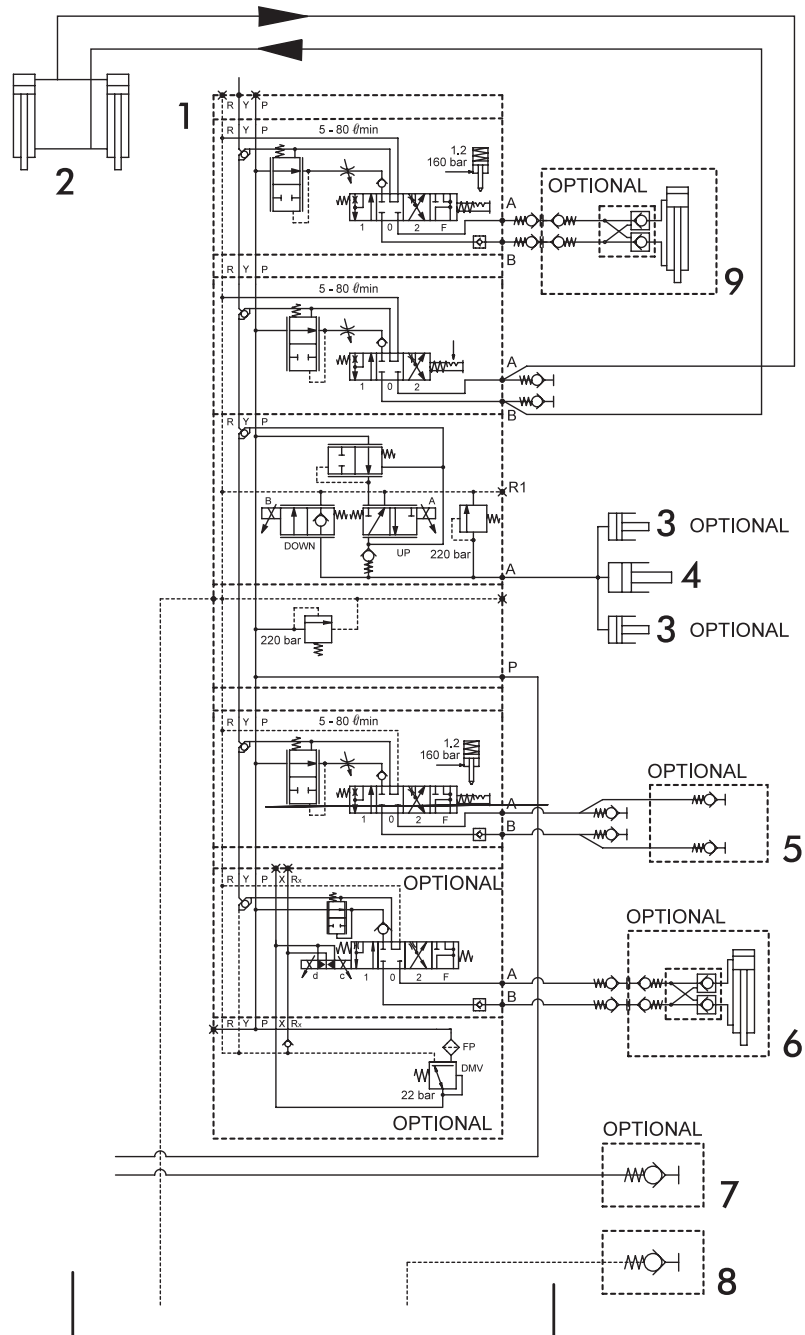 1
R Y P
R Y P 5 - 80 ℓ/min
1.2
160 bar
A
1 0 2 F
B
OPTIONAL
9
2
R Y P
5 - 80 ℓ/min
A
1 0 2
B
R Y P
R1
B A
DOWN UP 220 bar
A
3 OPTIONAL
4
3 OPTIONAL
220 bar
P
R Y P 5 - 80 ℓ/min
1.2
160 bar
A
1 0 2 F
B
OPTIONAL
5
R Y P X Rx
OPTIONAL
d c 1 0 2 F
A
B
OPTIONAL
6
R Y P X Rx
FP
DMV
22 bar
OPTIONAL
OPTIONAL
7
8